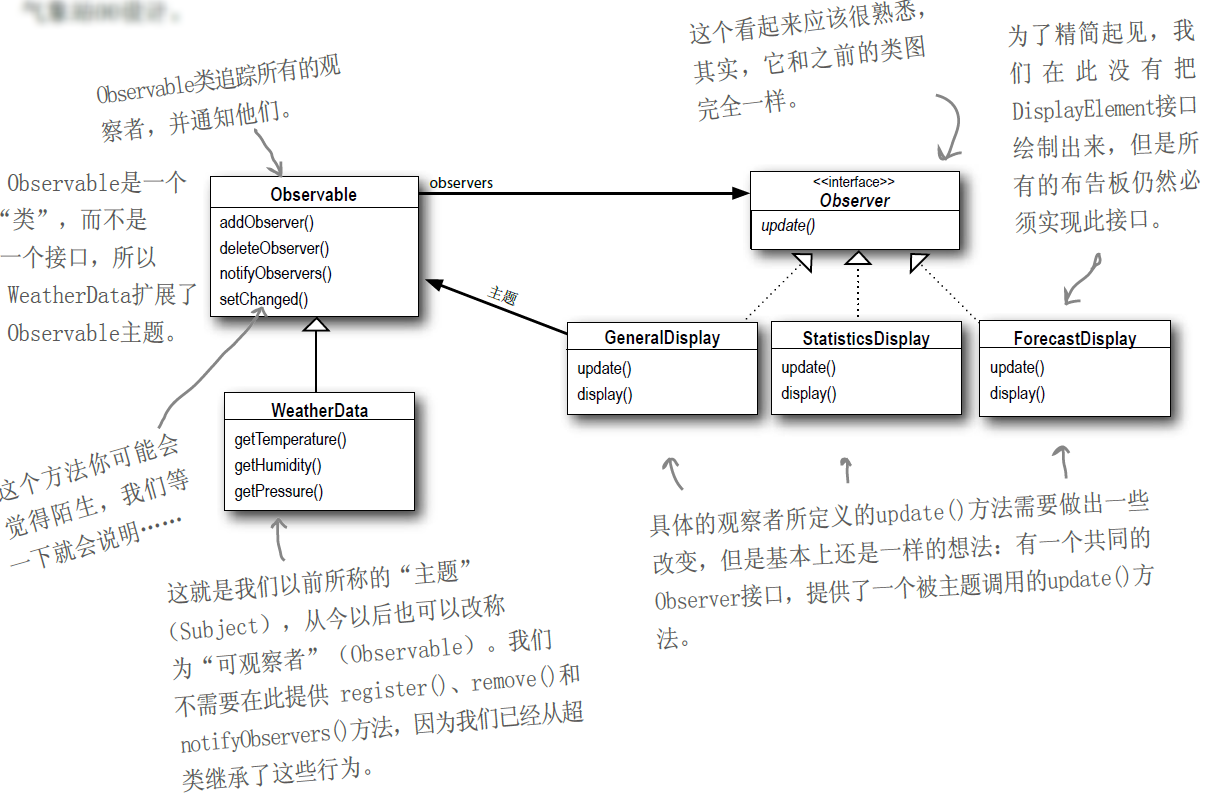 气象站OO设计。
Observable类追踪所有的观
察者，并通知他们。
这个看起来应该很熟悉，
其实，它和之前的类图
完全一样。
为了精简起见，我
们在此没有把
DisplayElement接口
绘制出来，但是所
有的布告板仍然必
须实现此接口。
Observable是一个
“类”，而不是
一个接口，所以
WeatherData扩展了
Observable主题。
Observable
addObserver()
deleteObserver()
notifyObservers()
setChanged()
observers
<<interface>>
Observer
update()
主题
GeneralDisplay
update()
display()
StatisticsDisplay
update()
display()
ForecastDisplay
update()
display()
WeatherData
getTemperature()
getHumidity()
getPressure()
这个方法你可能会
觉得陌生，我们等
一下就会说明……
具体的观察者所定义的update()方法需要做出一些
改变，但是基本上还是一样的想法：有一个共同的
Observer接口，提供了一个被主题调用的update()方
法。
这就是我们以前所称的“主题”
（Subject），从今以后也可以改称
为“可观察者”（Observable）。我们
不需要在此提供 register()、remove()和
notifyObservers()方法，因为我们已经从超
类继承了这些行为。